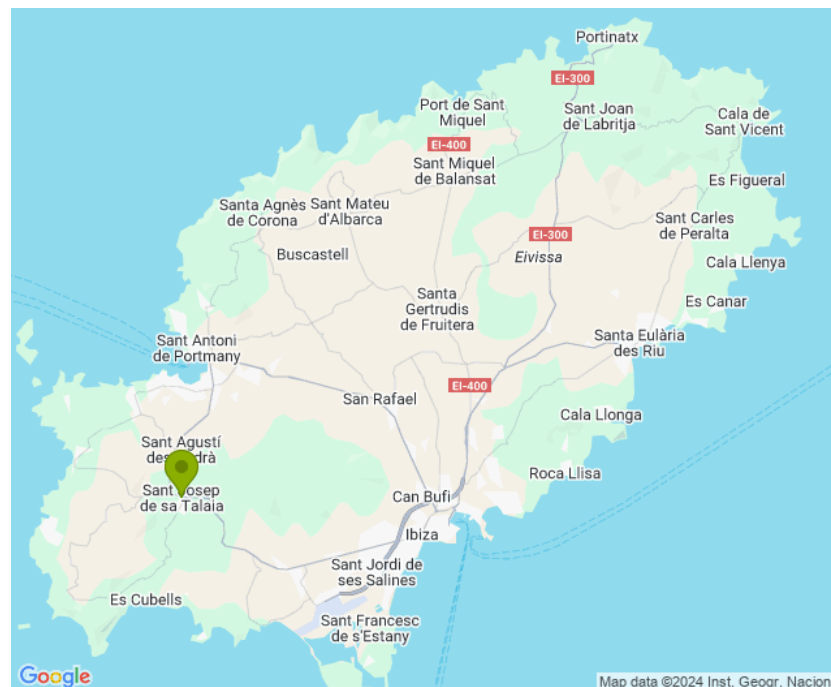 Portinatx
EI-300
Port de Sant
Miquel
Sant Joan
de Labritja
Cala de
Sant Vicent
EI-400
Sant Miquel
de Balansat
Es Figueral
Santa Agnès
de Corona
Sant Mateu
d'Albarca
Sant Carles
de Peralta
EI-300
Buscastell
Eivissa
Cala Llenya
Santa
Gertrudis
de Fruitera
Es Canar
Sant Antoni
de Portmany
Santa Eulària
des Riu
EI-400
San Rafael
Cala Llonga
Sant Agustí
Roca Llisa
Sant Josep
de sa Talaia
Can Bufí
Ibiza
Sant Jordi de
ses Salines
Es Cubells
Sant Francesc
de s'Estany
Google
Map data ©2024 Inst. Geogr. Nacion